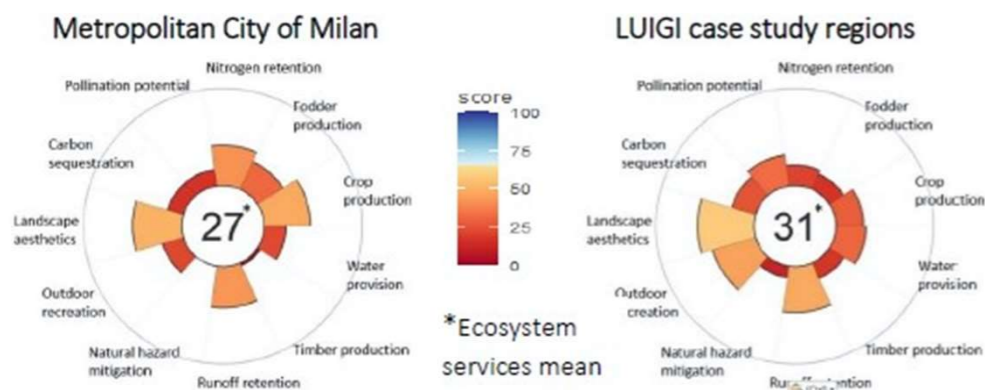 Metropolitan City of Milan
Nitrogen retention
Pollination potential
Fodder
production
Carbon
sequestration
Crop
production
Landscape
aesthetics
27*
Water
provision
Outdoor
recreation
Natural hazard
mitigation
Timber production
Runoff retention
score
100
75
50
25
0
*Ecosystem
services mean
LUIGI case study regions
Nitrogen retention
Pollination potential
Fodder
production
Carbon
sequestration
Crop
production
Landscape
aesthetics
31*
Water
provision
Outdoor
creation
Natural hazard
mitigation
Timber production